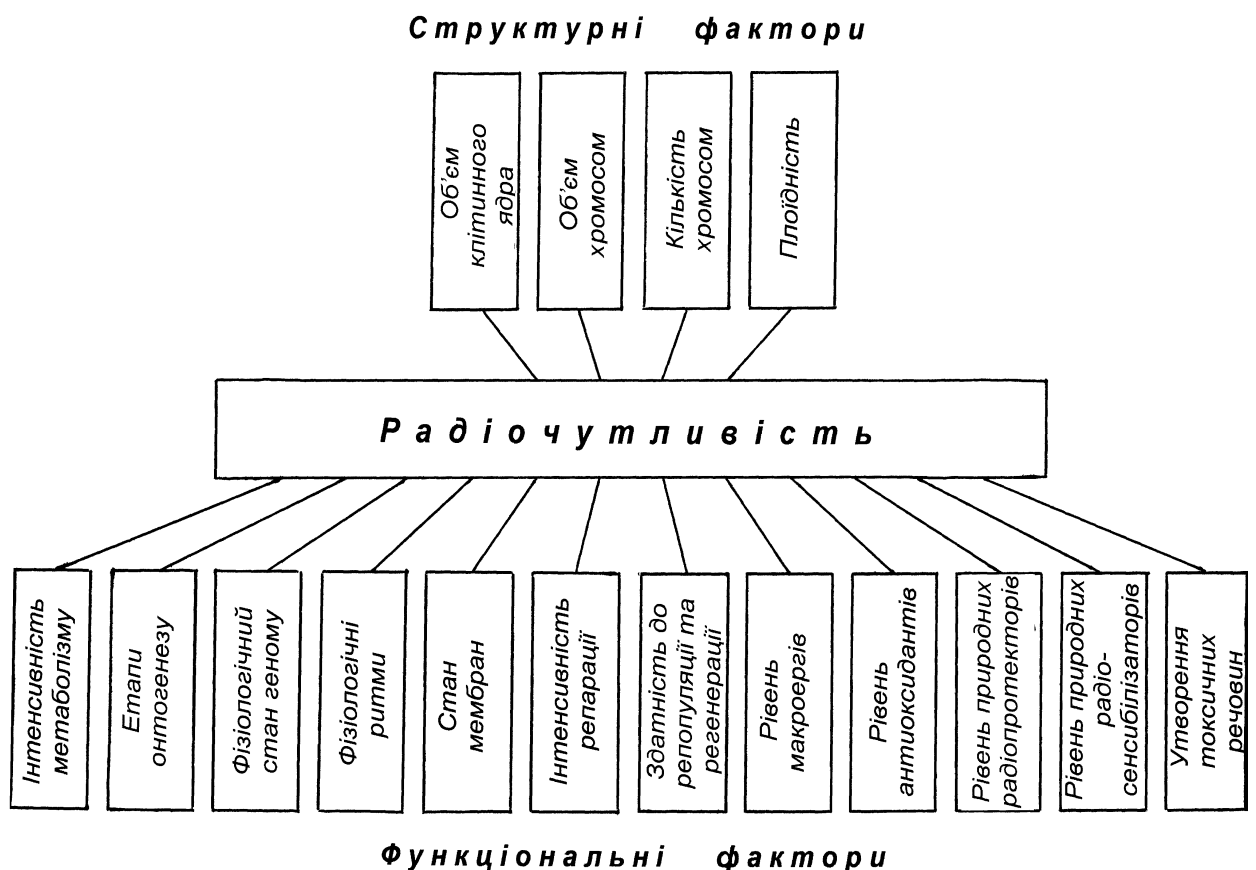 Структурні фактори
Об'єм
клітинного
ядра
Об'єм
хромосом
Кількість
хромосом
Плоїдність
Радіочутливість
Інтенсивність
метаболізму
Етапи
онтогенезу
Фізіологічний
стан геному
Фізіологічні
ритми
Стан
мембран
Інтенсивність
репарації
Здатність до
репопуляції та
регенерації
Рівень
макроергів
Рівень
антиоксидантів
Рівень природних
радіопротекторів
Рівень природних
радіо-
сенсибілізаторів
Утворення
токсичних
речовин
Функціональні фактори